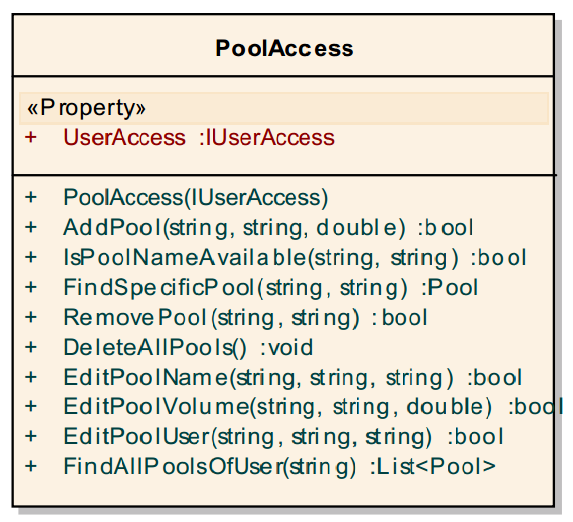 PoolAccess
«Property»
+ UserAccess :IUserAccess
+ PoolAccess(IUserAccess)
+ AddPool(string, string, double) :bool
+ IsPoolNameAvailable(string, string) :bool
+ FindSpecificPool(string, string) :Pool
+ RemovePool(string, string) :bool
+ DeleteAllPools() :void
+ EditPoolName(string, string, string) :bool
+ EditPoolVolume(string, string, double) :bool
+ EditPoolUser(string, string, string) :bool
+ FindAllPoolsOfUser(string) :List<Pool>